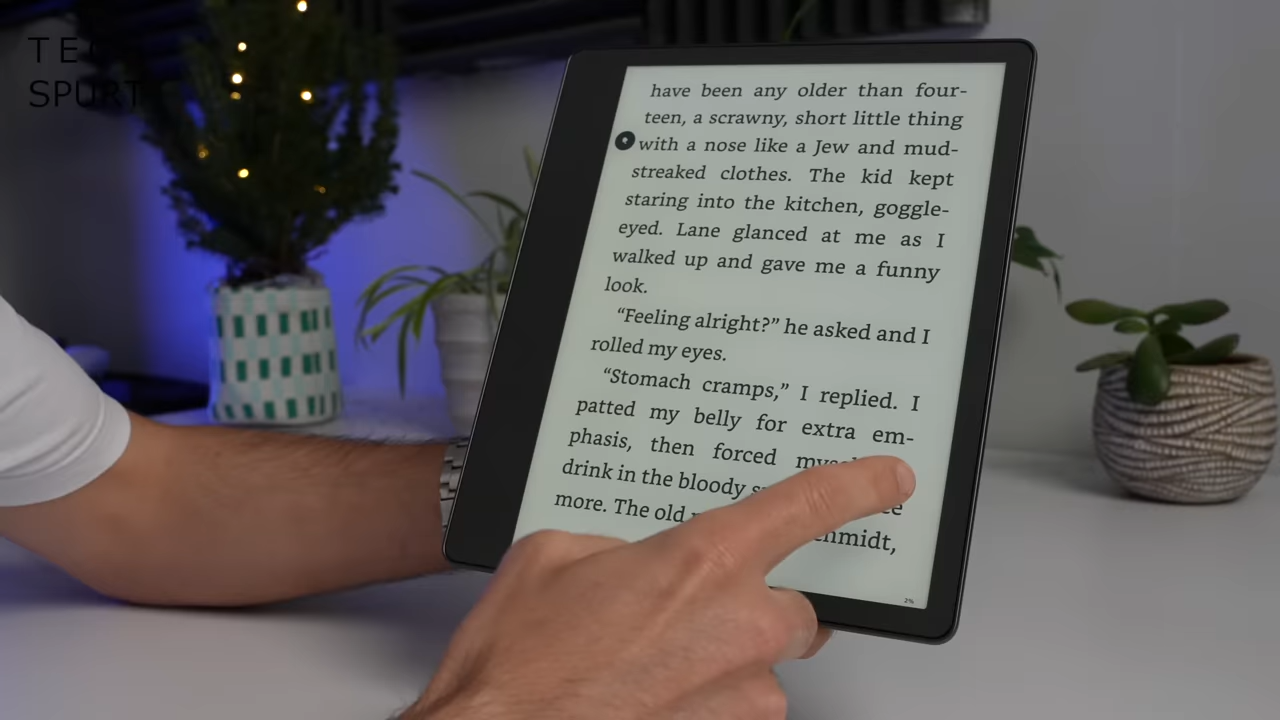 TECH
SPURT
have been any older than four-
teen, a scrawny, short little thing
with a nose like a Jew and mud-
streaked clothes. The kid kept
staring into the kitchen, goggle-
eyed. Lane glanced at me as I
walked up and gave me a funny
look.
“Feeling alright?” he asked and I
rolled my eyes.
“Stomach cramps,” I replied. I
patted my belly for extra em-
phasis, then forced
drink in the bloody
more. The old
2%